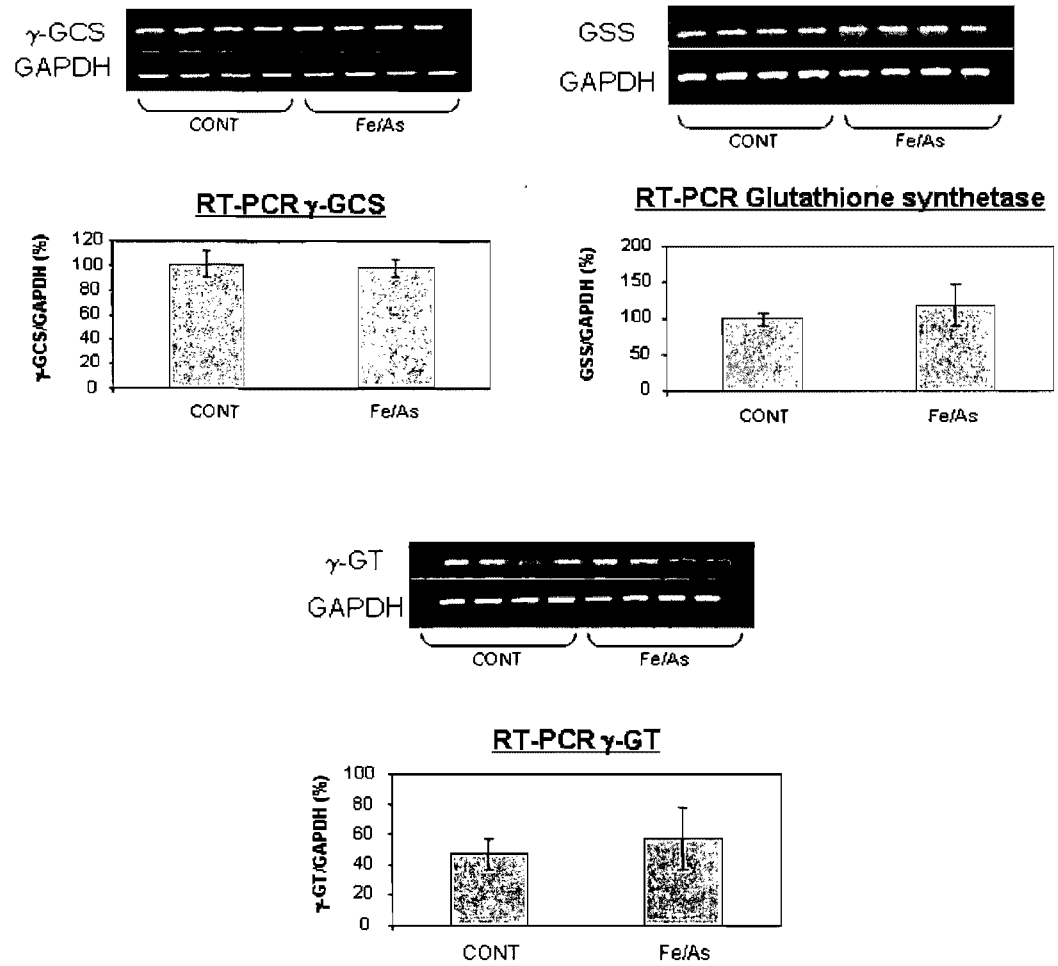 γ-GCS
GAPDH
CONT
Fe/As
GSS
GAPDH
CONT
Fe/As
RT-PCR γ-GCS
γ-GCS/GAPDH (%)
120
100
80
60
40
20
0
CONT
Fe/As
RT-PCR Glutathione synthetase
GSS/GAPDH (%)
200
150
100
50
0
CONT
Fe/As
γ-GT
GAPDH
CONT
Fe/As
RT-PCR γ-GT
γ-GT/GAPDH (%)
100
80
60
40
20
0
CONT
Fe/As